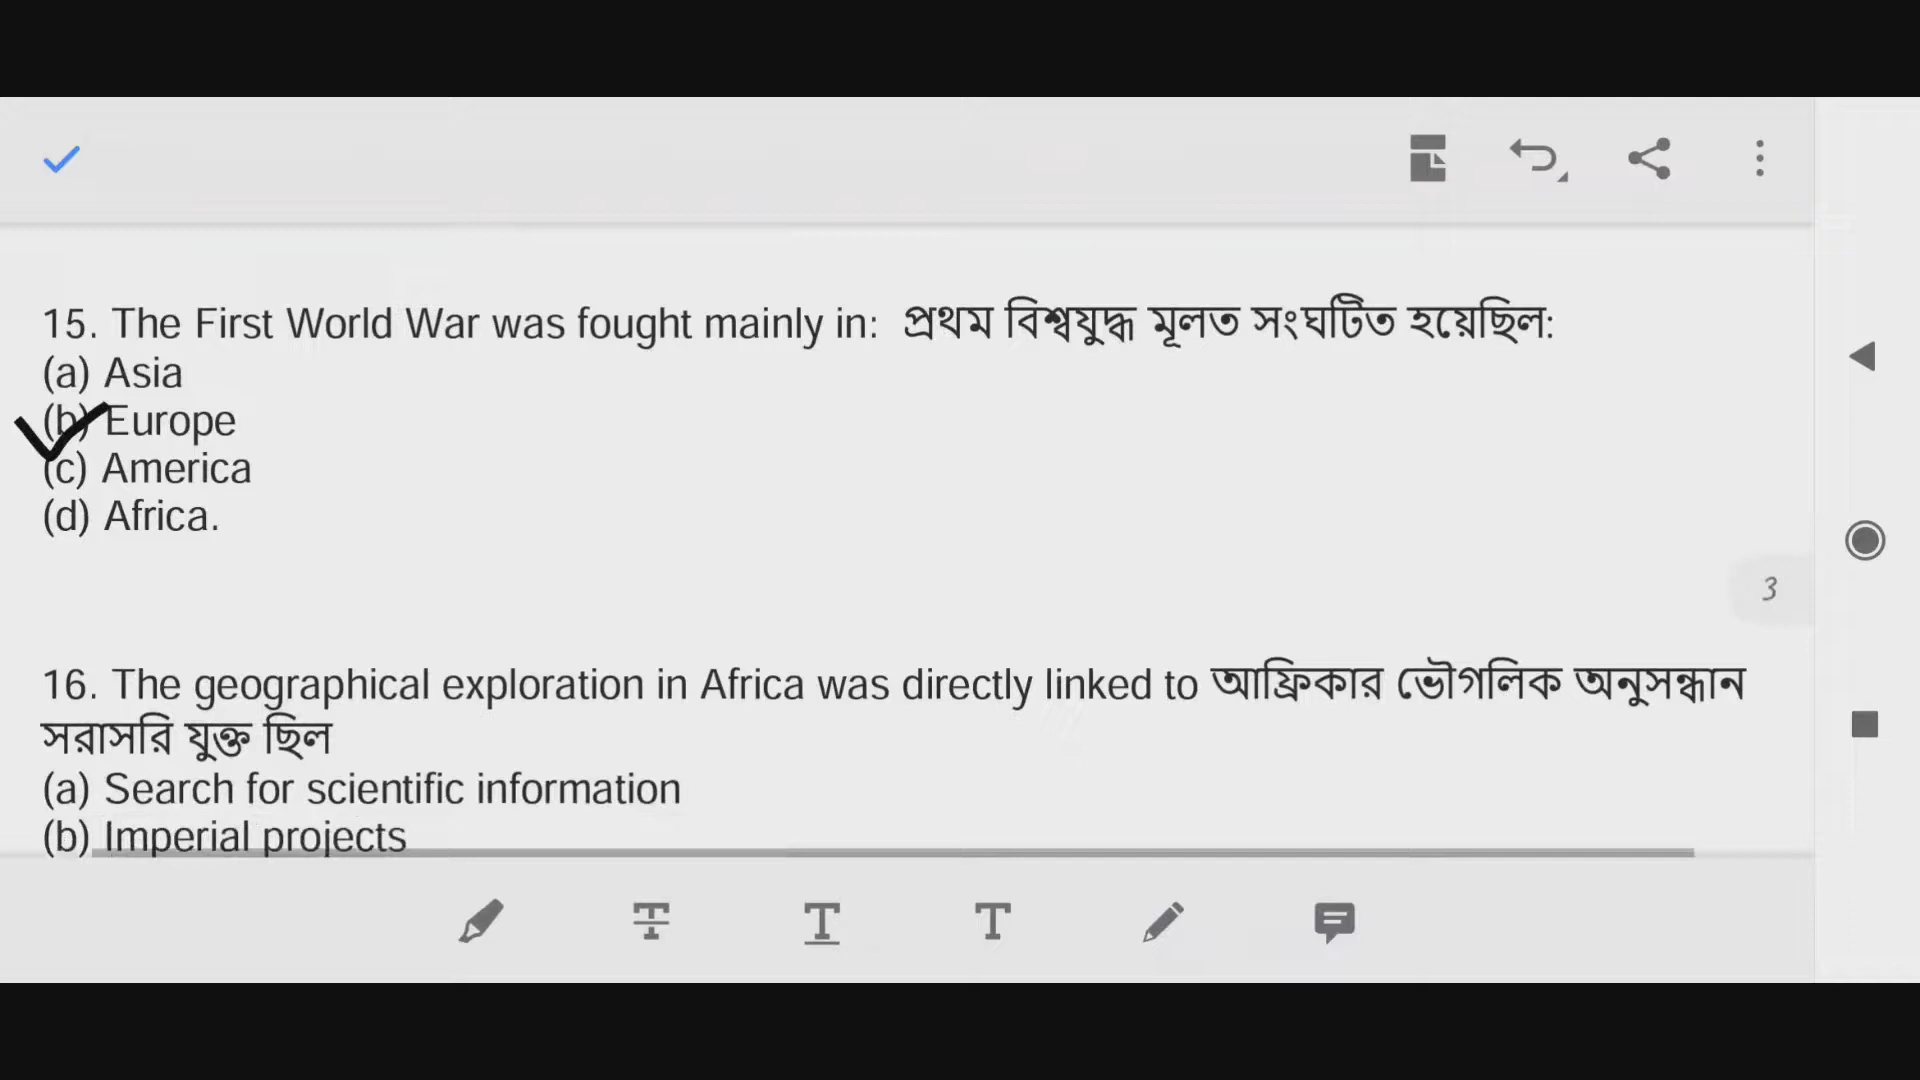 15. The First World War was fought mainly in: প্রথম বিশ্বযুদ্ধ মূলত সংঘটিত হয়েছিল:
(a) Asia
(b) Europe
(c) America
(d) Africa.
3
16. The geographical exploration in Africa was directly linked to আফ্রিকার ভৌগলিক অনুসন্ধান
সরাসরি যুক্ত ছিল
(a) Search for scientific information
(b) Imperial projects